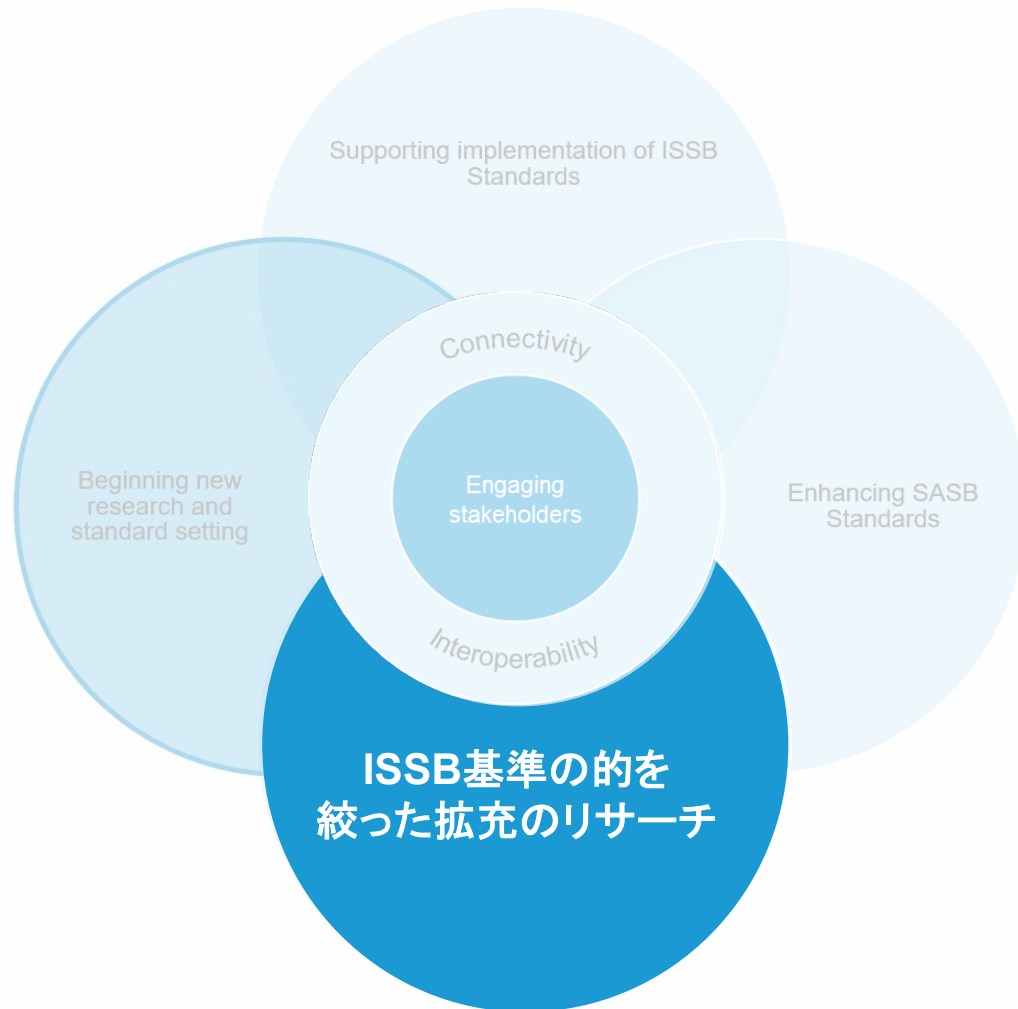 Supporting implementation of ISSB
Standards
Connectivity
Beginning new
research and
standard setting
Engaging
stakeholders
Enhancing SASB
Standards
Interoperability
ISSB基準の的を
絞った拡充のリサーチ